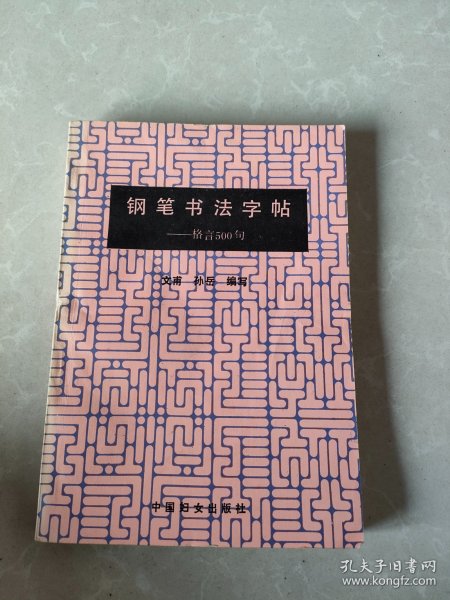 钢笔书法字帖
——格言500句
文甫 孙岳 编写
中国妇女出版社
孔夫子旧书网
www.kongfz.com